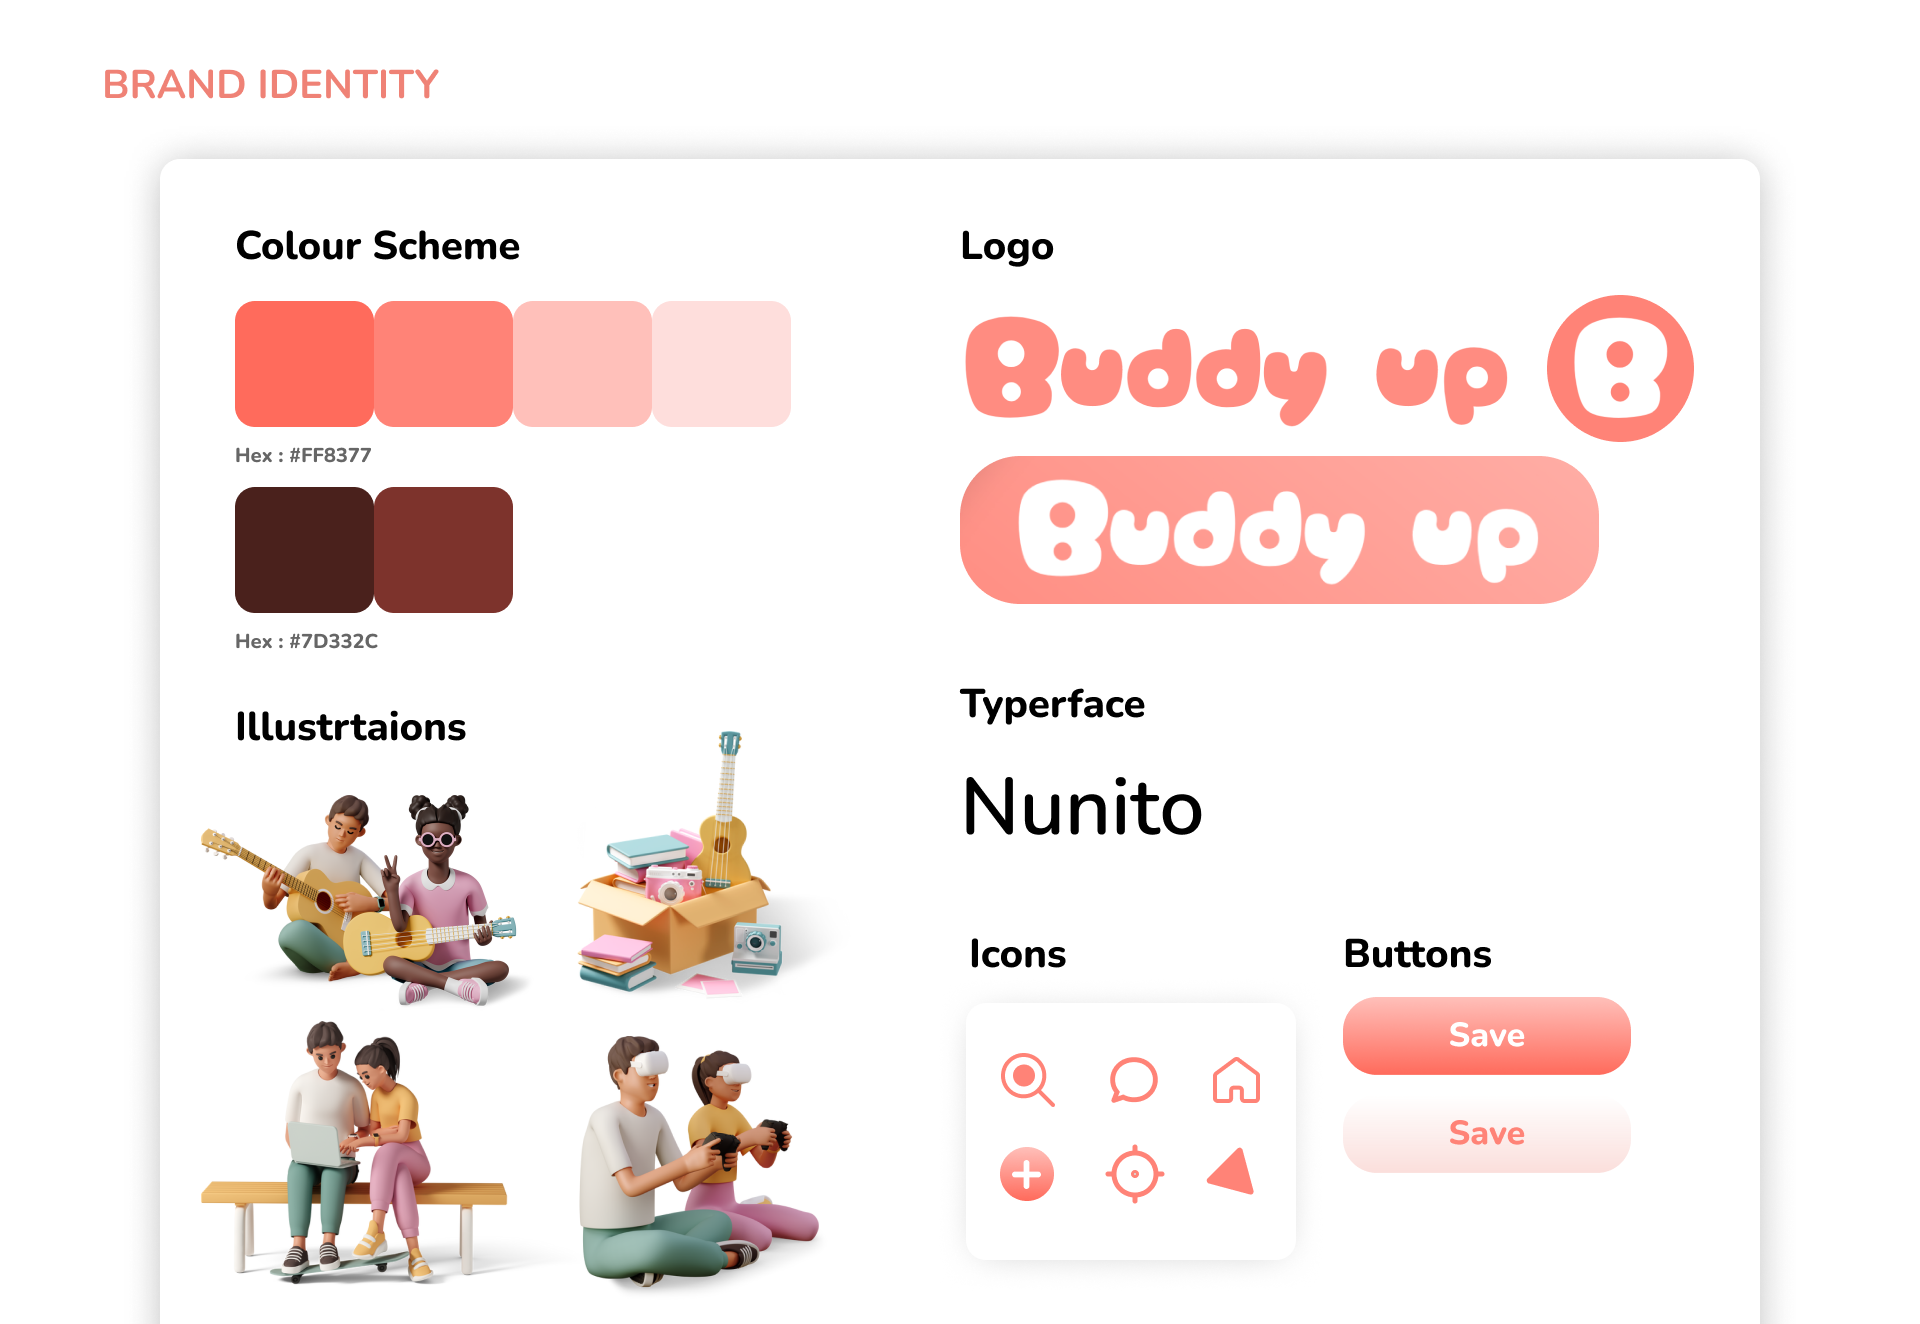 BRAND IDENTITY
Colour Scheme
Hex : #FF8377
Hex : #7D332C
Illustrtaions
Logo
Buddy up
B
Buddy up
Typerface
Nunito
Icons
Buttons
Save
Save